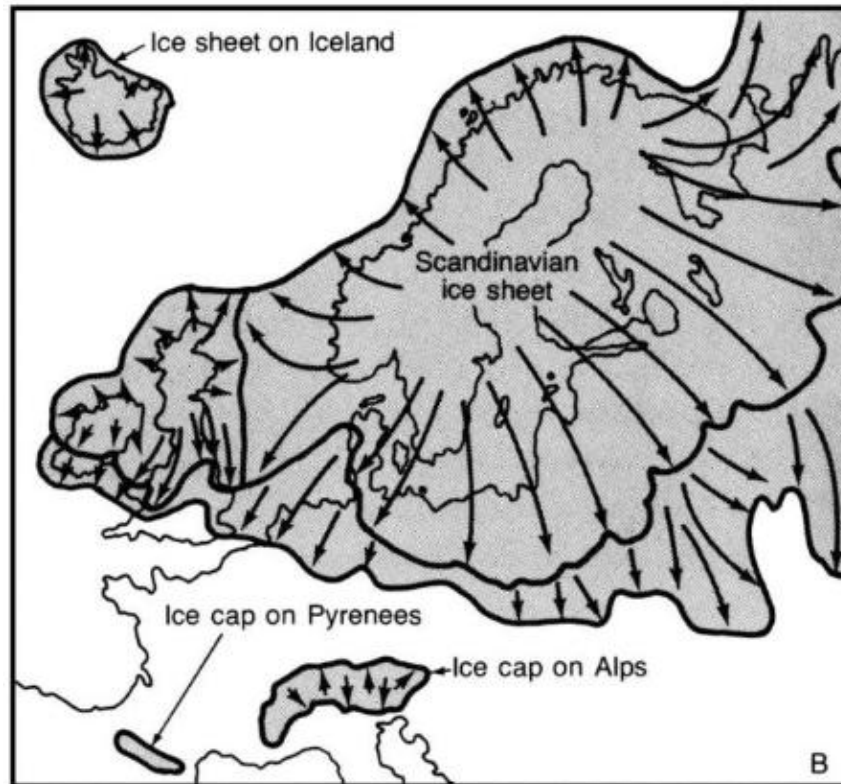 Ice sheet on Iceland
Scandinavian
ice sheet
Ice cap on Pyrenees
Ice cap on Alps
B